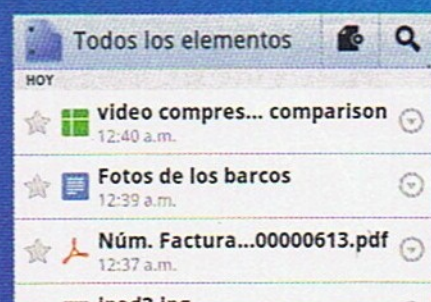 Todos los elementos
HOY
video compres... comparison
12:40 a.m.
Fotos de los barcos
12:39 a.m.
Núm. Factura...00000613.pdf
12:37 a.m.